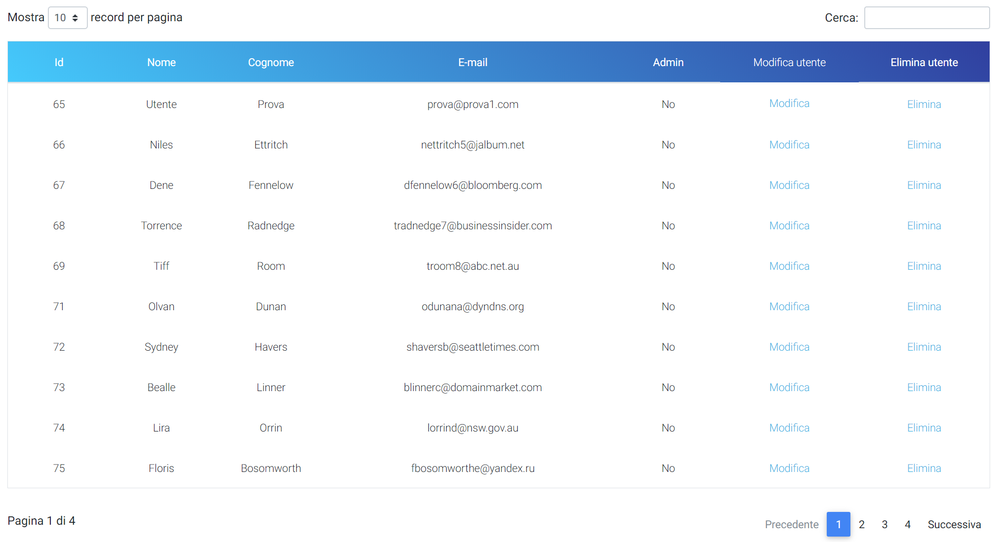 Mostra 10 record per pagina Cerca:
Id Nome Cognome E-mail Admin Modifica utente Elimina utente
65 Utente Prova prova@prova1.com No Modifica Elimina
66 Niles Ettritch nettritch5@jalbum.net No Modifica Elimina
67 Dene Fennelow dfennelow6@bloomberg.com No Modifica Elimina
68 Torrence Radnedge tradnedge7@businessinsider.com No Modifica Elimina
69 Tiff Room troom8@abc.net.au No Modifica Elimina
71 Olvan Dunan odunana@dyndns.org No Modifica Elimina
72 Sydney Havers shaversb@seattletimes.com No Modifica Elimina
73 Bealle Linner blinnerc@domainmarket.com No Modifica Elimina
74 Lira Orrin lorrind@nsw.gov.au No Modifica Elimina
75 Floris Bosomworth fbosomworthe@yandex.ru No Modifica Elimina
Pagina 1 di 4 Precedente 1 2 3 4 Successiva